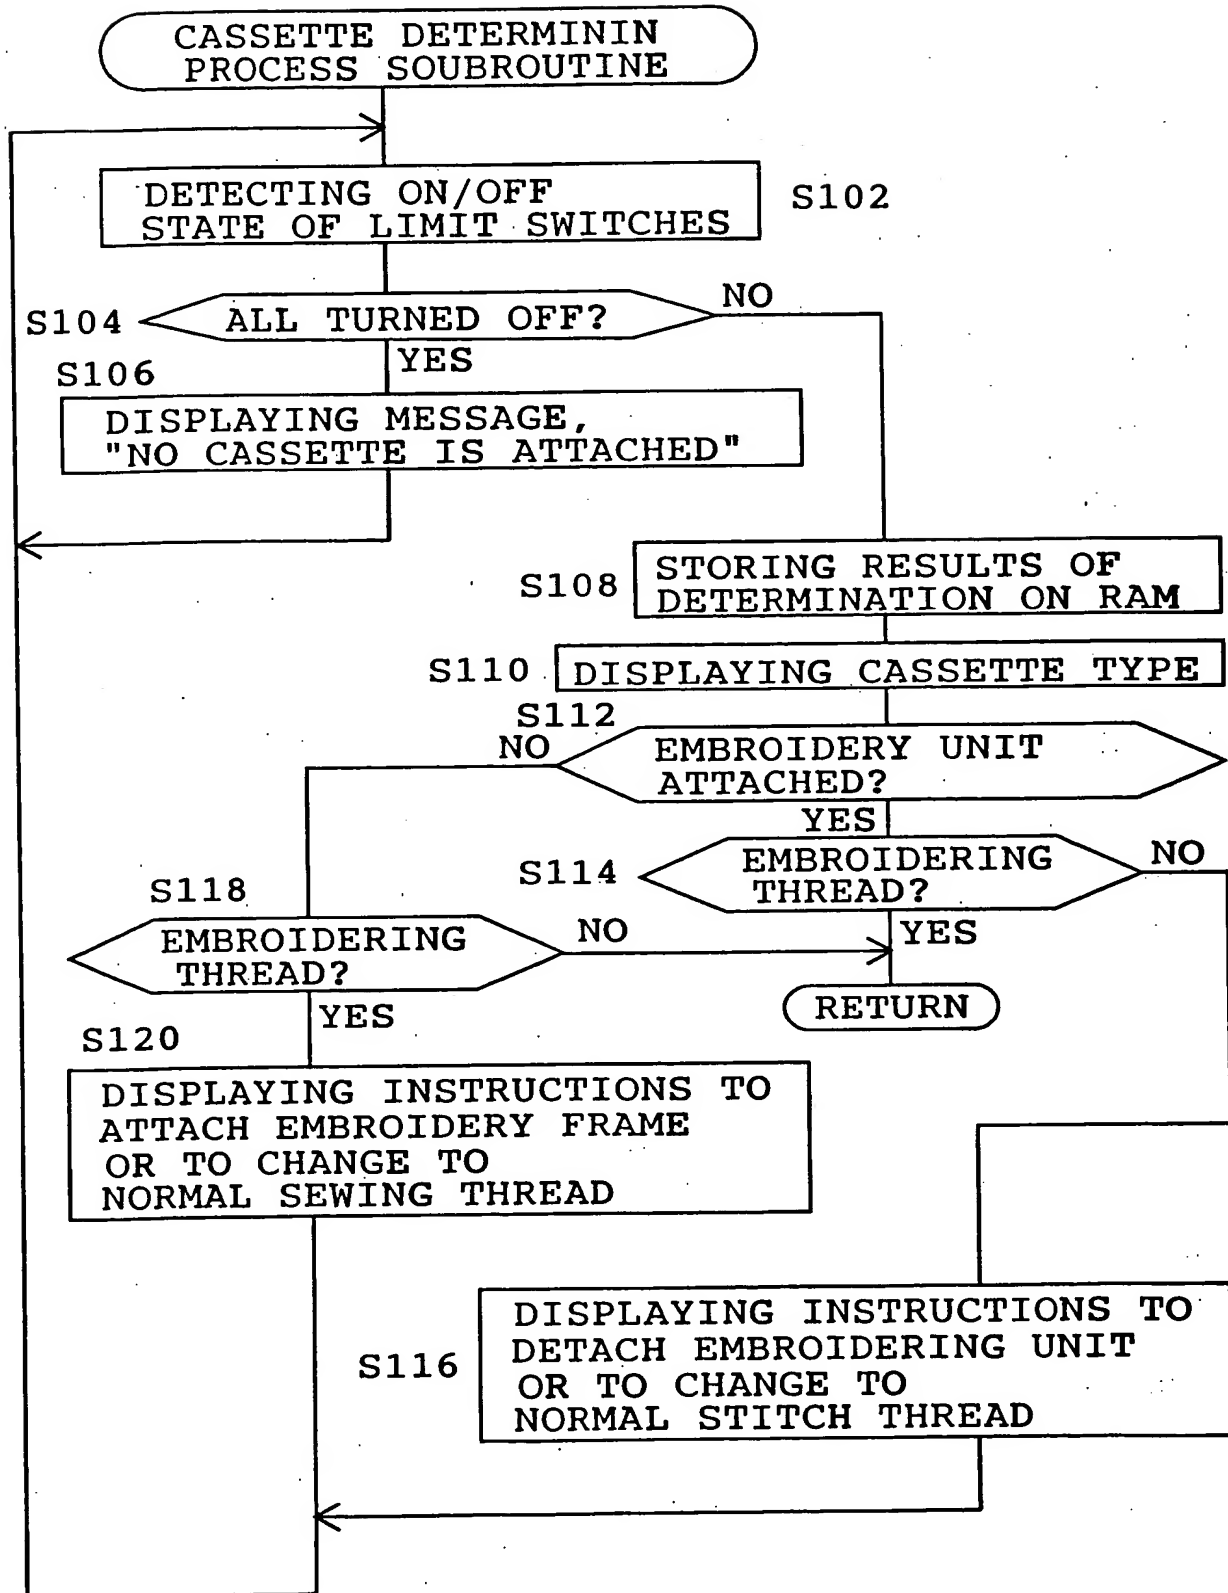 CASSETTE DETERMININ
PROCESS SOUBROUTINE
DETECTING ON/OFF
STATE OF LIMIT SWITCHES
S102
S104
ALL TURNED OFF?
NO
YES
S106
DISPLAYING MESSAGE,
"NO CASSETTE IS ATTACHED"
S108
STORING RESULTS OF
DETERMINATION ON RAM
S110
DISPLAYING CASSETTE TYPE
S112
NO
EMBROIDERY UNIT
ATTACHED?
YES
S114
EMBROIDERING
THREAD?
NO
YES
S118
EMBROIDERING
THREAD?
NO
YES
RETURN
S120
DISPLAYING INSTRUCTIONS TO
ATTACH EMBROIDERY FRAME
OR TO CHANGE TO
NORMAL SEWING THREAD
S116
DISPLAYING INSTRUCTIONS TO
DETACH EMBROIDERING UNIT
OR TO CHANGE TO
NORMAL STITCH THREAD